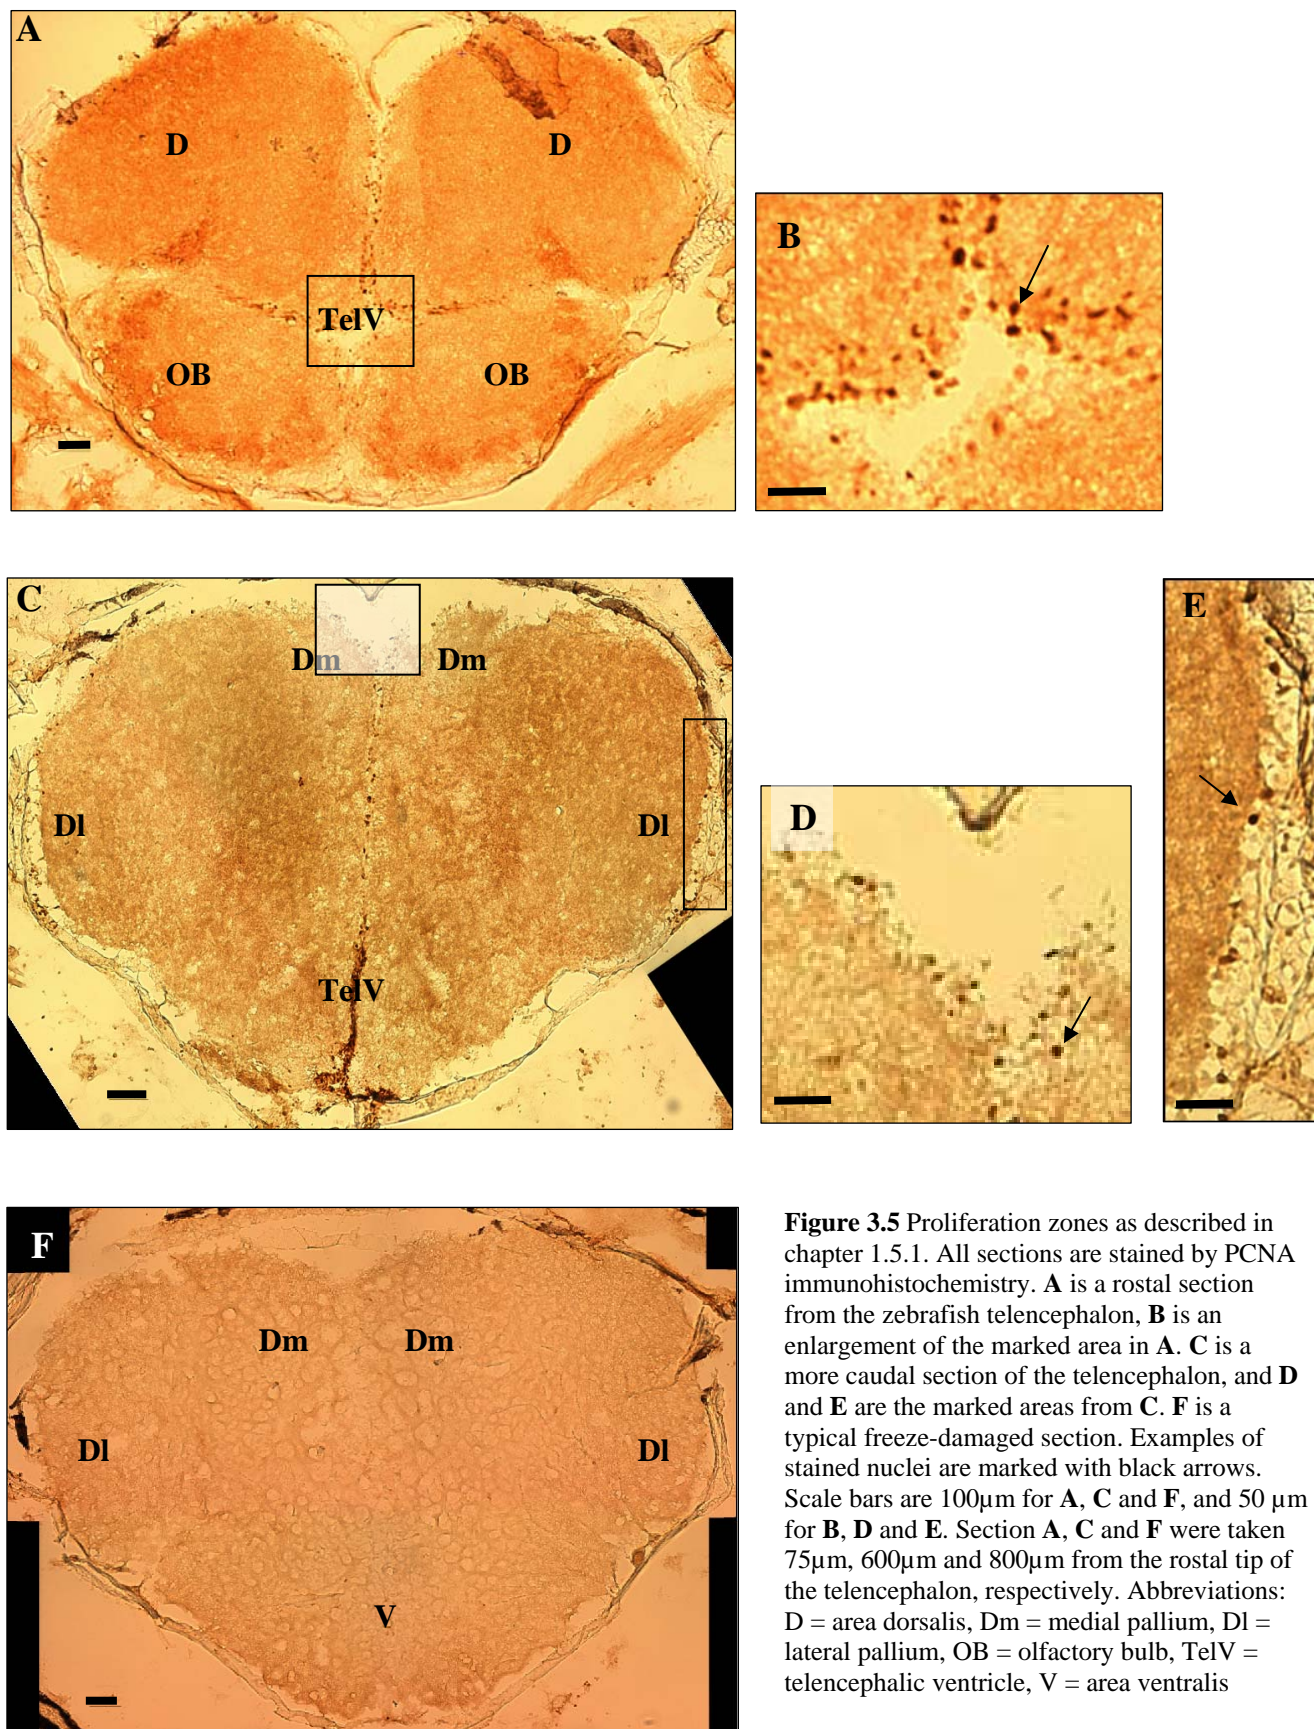 A
D
D
TelV
OB
OB
B
C
Dm
Dm
Dl
Dl
TelV
D
E
F
Dm
Dm
Dl
Dl
V
Figure 3.5 Proliferation zones as described in
chapter 1.5.1. All sections are stained by PCNA
immunohistochemistry. A is a rostal section
from the zebrafish telencephalon, B is an
enlargement of the marked area in A. C is a
more caudal section of the telencephalon, and D
and E are the marked areas from C. F is a
typical freeze-damaged section. Examples of
stained nuclei are marked with black arrows.
Scale bars are 100µm for A, C and F, and 50 µm
for B, D and E. Section A, C and F were taken
75µm, 600µm and 800µm from the rostal tip of
the telencephalon, respectively. Abbreviations:
D = area dorsalis, Dm = medial pallium, Dl =
lateral pallium, OB = olfactory bulb, TelV =
telencephalic ventricle, V = area ventralis